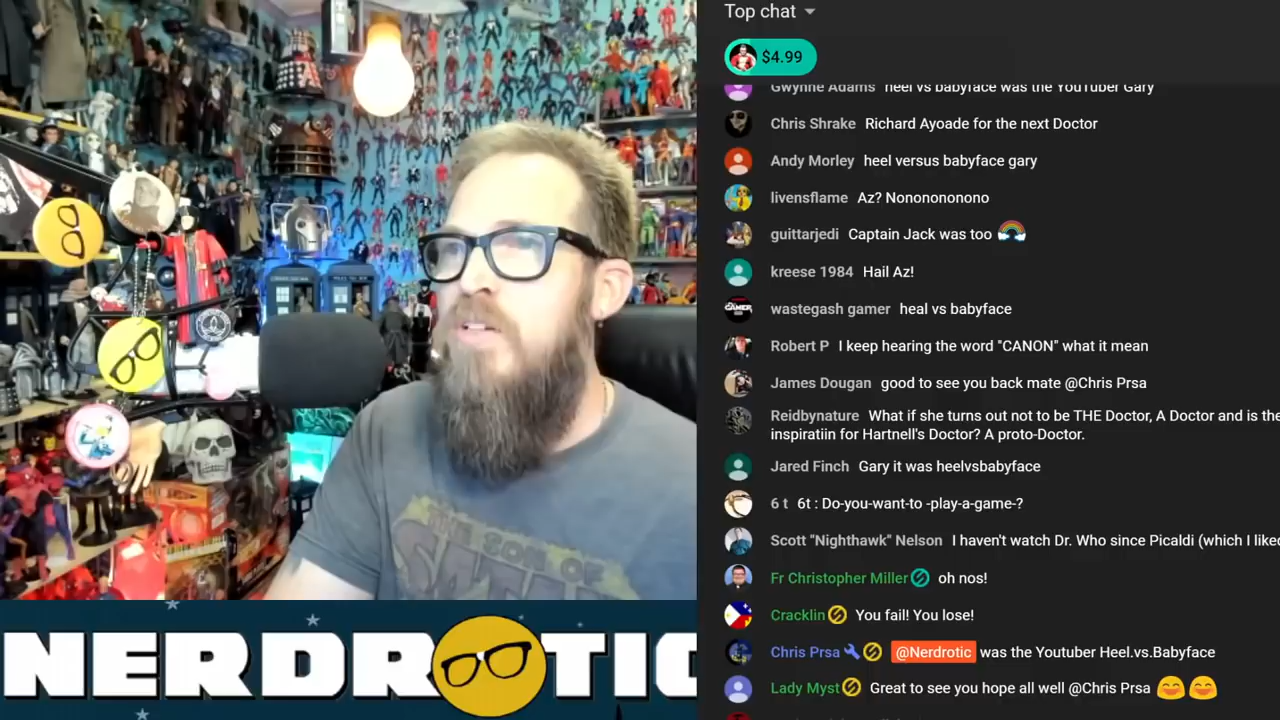 Top chat
$4.99
Gwynne Adams heel vs babyface was the YouTuber Gary
Chris Shrake Richard Ayoade for the next Doctor
Andy Morley heel versus babyface gary
livensflame Az? Nononononono
guittarjedi Captain Jack was too
kreese 1984 Hail Az!
wastegash gamer heal vs babyface
Robert P I keep hearing the word "CANON" what it mean
James Dougan good to see you back mate @Chris Prsa
Reidbynature What if she turns out not to be THE Doctor, A Doctor and is the
inspiratiin for Hartnell's Doctor? A proto-Doctor.
Jared Finch Gary it was heelvsbabyface
6 t 6t : Do-you-want-to -play-a-game-?
Scott "Nighthawk" Nelson I haven't watch Dr. Who since Picaldi (which I liked
Fr Christopher Miller oh nos!
Cracklin You fail! You lose!
Chris Prsa @Nerdrotic was the Youtuber Heel.vs.Babyface
Lady Myst Great to see you hope all well @Chris Prsa
THE SON OF
NERDROTIC